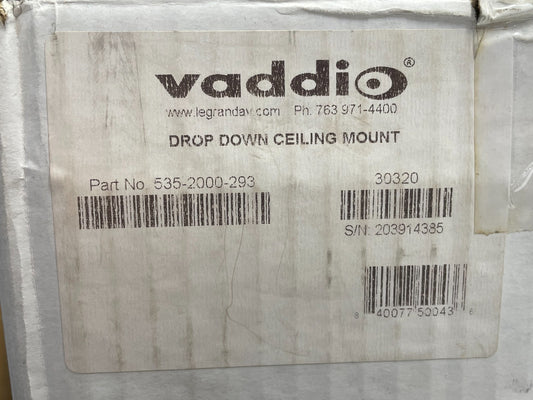 vaddio®
www.legrandav.com Ph. 763 971-4400
DROP DOWN CEILING MOUNT
Part No. 535-2000-293
30320
S/N: 203914385
8 40077 50043 6